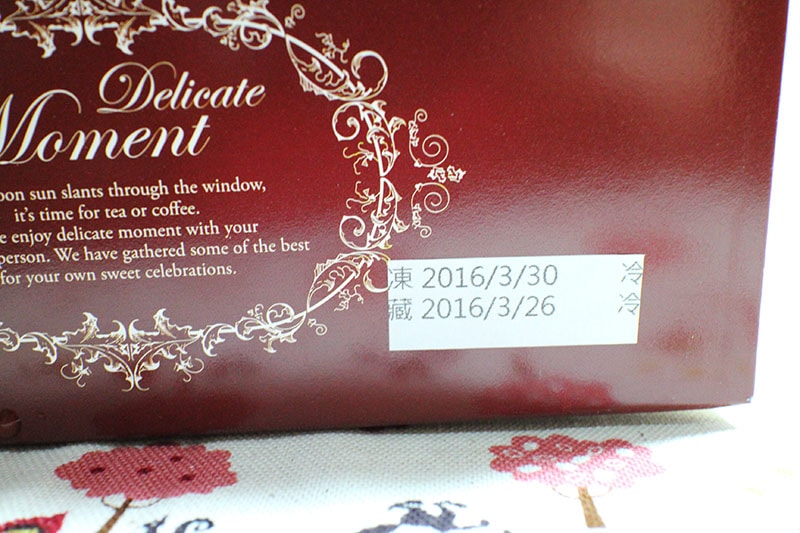 Delicate
Moment
oon sun slants through the window,
it's time for tea or coffee.
e enjoy delicate moment with your
person. We have gathered some of the best
for your own sweet celebrations.
凍 2016/3/30 冷
藏 2016/3/26 冷